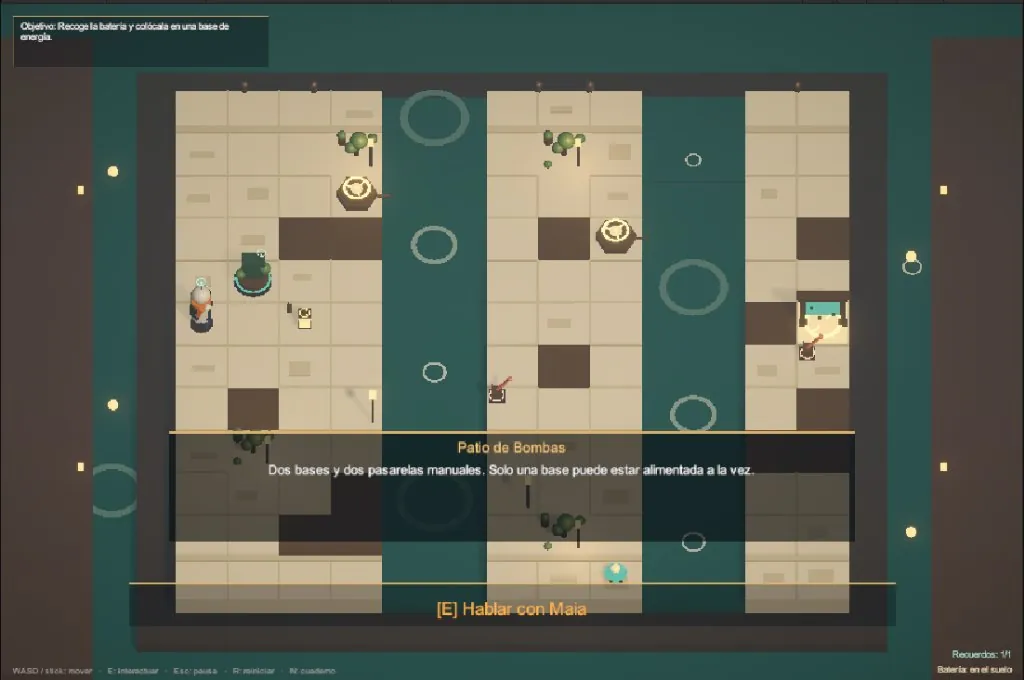 Objetivo: Recoge la batería y colócala en una base de
energía.
Patio de Bombas
Dos bases y dos pasarelas manuales. Solo una base puede estar alimentada a la vez.
[E] Hablar con Maia
WASD / stick: mover · E: interactuar · Esc: pausa · R: reiniciar · N: cuaderno
Recuerdos: 1/1
Batería: en el suelo